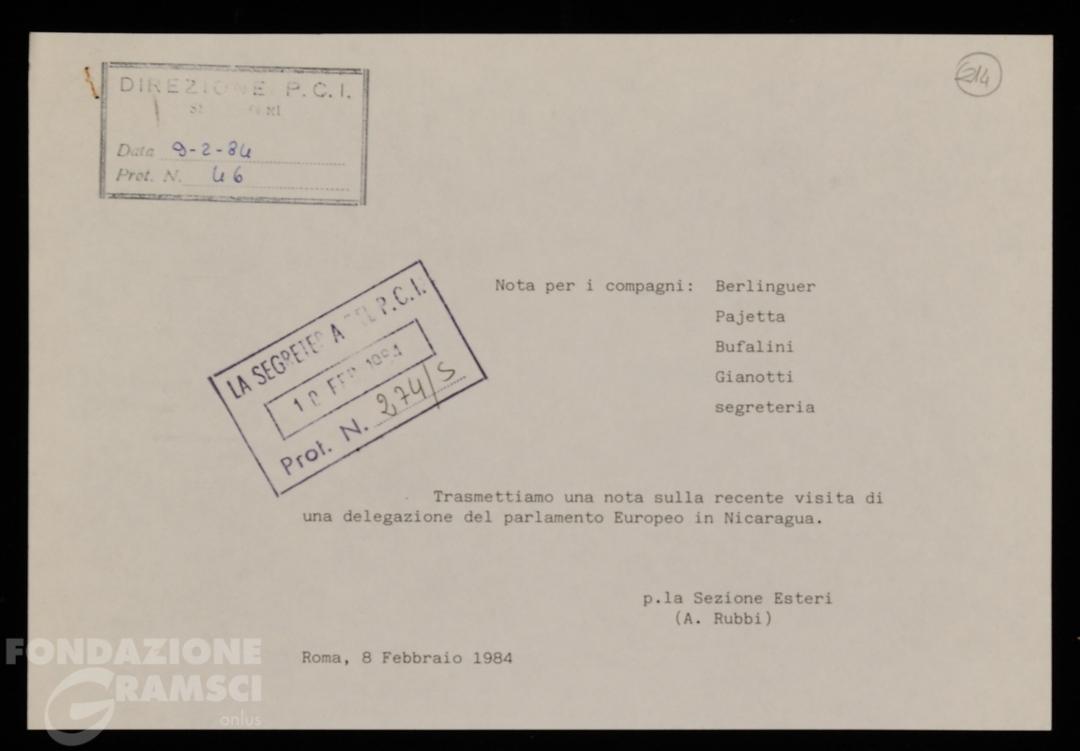 DIREZIONE P.C.I.
Data 9-2-84
Prot. N. 46
214
Nota per i compagni: Berlinguer
Pajetta
Bufalini
Gianotti
segreteria
LA SEGRETERIA DEL P.C.I.
FEB 1984
Prot. N. 274/S
Trasmettiamo una nota sulla recente visita di
una delegazione del parlamento Europeo in Nicaragua.
p.la Sezione Esteri
(A. Rubbi)
Roma, 8 Febbraio 1984
FONDAZIONE
GRAMSCI
onlus